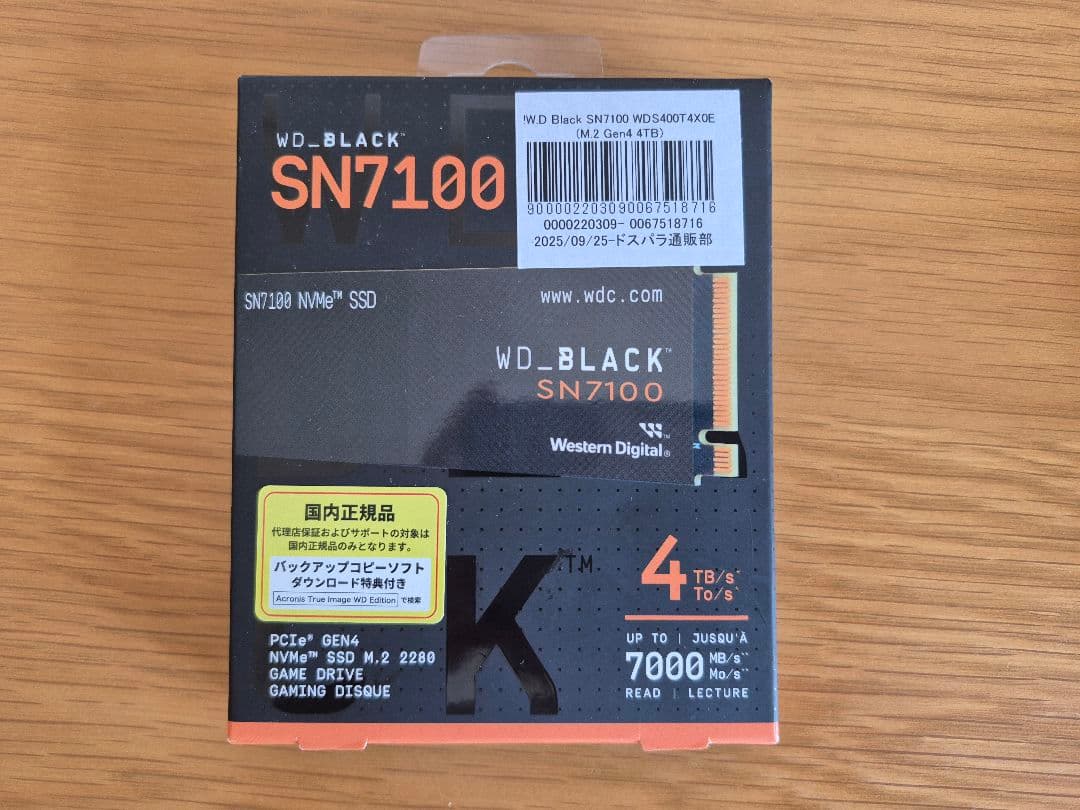 WD_BLACK™
SN7100
!W.D Black SN7100 WDS400T4X0E
(M.2 Gen4 4TB)
900002203090067518716
0000220309- 0067518716
2025/09/25-ドスパラ通販部
SN7100 NVMe™ SSD
www.wdc.com
WD_BLACK™
SN7100
Western Digital®
国内正規品
代理店保証およびサポートの対象は
国内正規品のみとなります。
バックアップコピーソフト
ダウンロード特典付き
Acronis True Image WD Edition で検索
K™
4 TB/s*
To/s*
PCIe® GEN4
NVMe™ SSD M.2 2280
GAME DRIVE
GAMING DISQUE
UP TO | JUSQU'À
7000 MB/s**
Mo/s**
READ | LECTURE